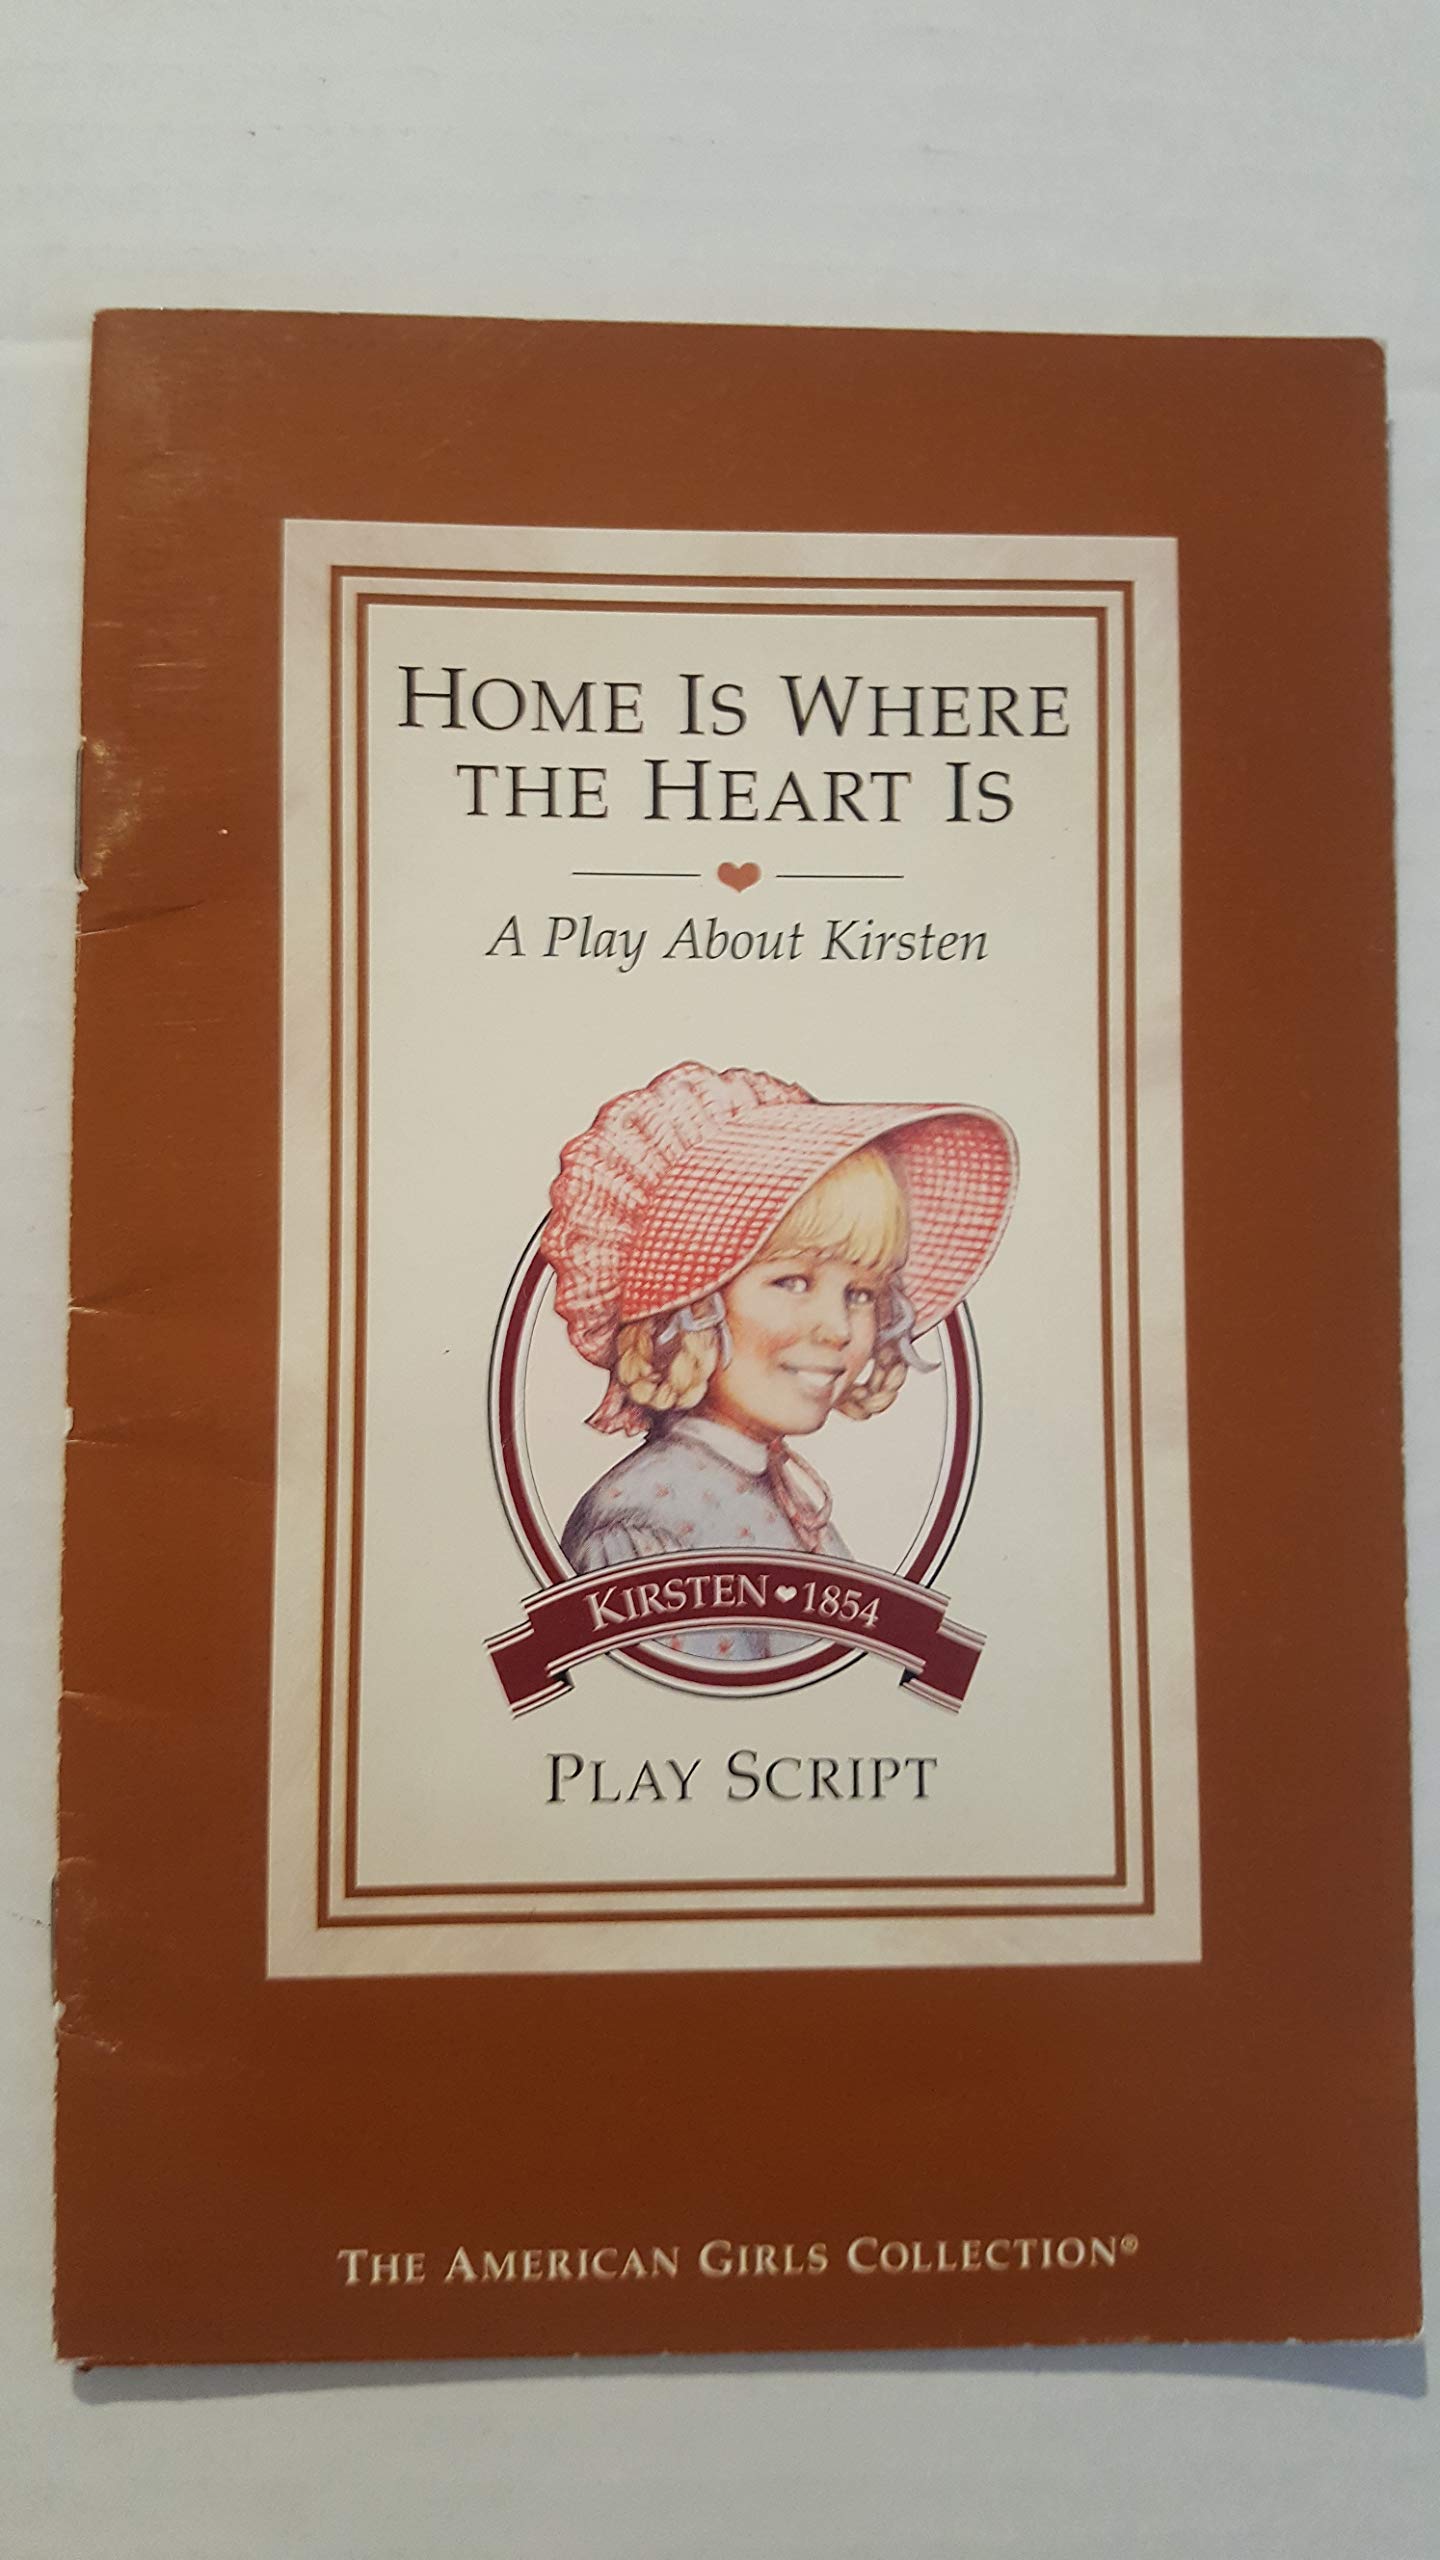 HOME IS WHERE
THE HEART IS
A Play About Kirsten
KIRSTEN♥1854
PLAY SCRIPT
THE AMERICAN GIRLS COLLECTION®